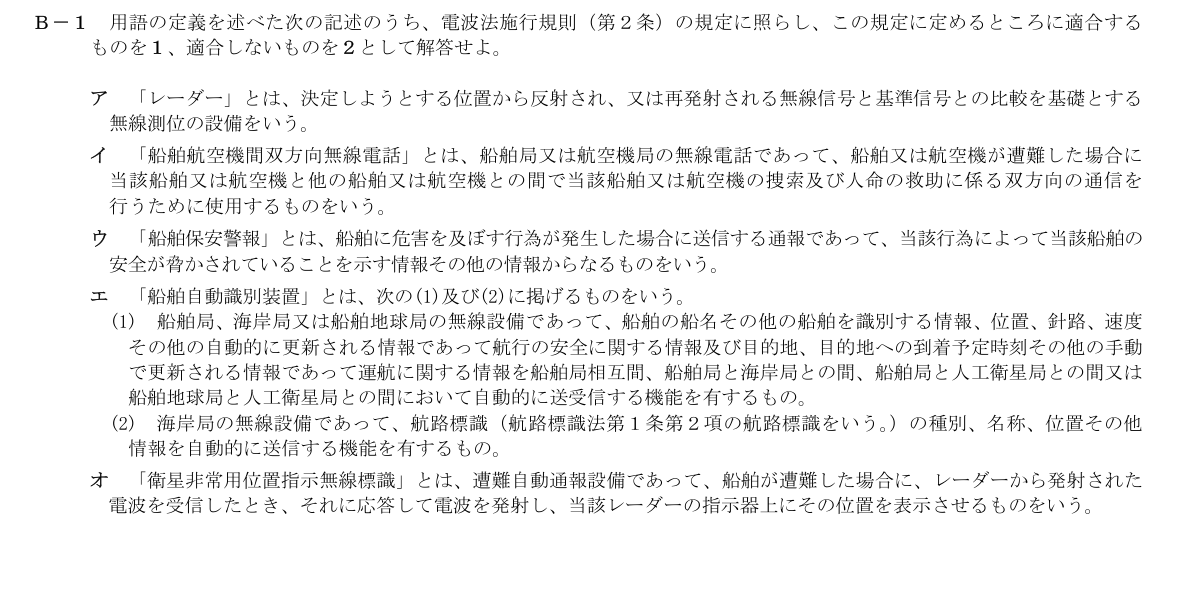 B－1　用語の定義を述べた次の記述のうち、電波法施行規則（第２条）の規定に照らし、この規定に定めるところに適合する
ものを1、適合しないものを2として解答せよ。
ア　「レーダー」とは、決定しようとする位置から反射され、又は再発射される無線信号と基準信号との比較を基礎とする
無線測位の設備をいう。
イ　「船舶航空機間双方向無線電話」とは、船舶局又は航空機局の無線電話であって、船舶又は航空機が遭難した場合に
当該船舶又は航空機と他の船舶又は航空機との間で当該船舶又は航空機の捜索及び人命の救助に係る双方向の通信を
行うために使用するものをいう。
ウ　「船舶保安警報」とは、船舶に危害を及ぼす行為が発生した場合に送信する通報であって、当該行為によって当該船舶の
安全が脅かされていることを示す情報その他の情報からなるものをいう。
エ　「船舶自動識別装置」とは、次の(1)及び(2)に掲げるものをいう。
(1)　船舶局、海岸局又は船舶地球局の無線設備であって、船舶の船名その他の船舶を識別する情報、位置、針路、速度
その他の自動的に更新される情報であって航行の安全に関する情報及び目的地、目的地への到着予定時刻その他の手動
で更新される情報であって運航に関する情報を船舶局相互間、船舶局と海岸局との間、船舶局と人工衛星局との間又は
船舶地球局と人工衛星局との間において自動的に送受信する機能を有するもの。
(2)　海岸局の無線設備であって、航路標識（航路標識法第１条第２項の航路標識をいう。）の種別、名称、位置その他
情報を自動的に送信する機能を有するもの。
オ　「衛星非常用位置指示無線標識」とは、遭難自動通報設備であって、船舶が遭難した場合に、レーダーから発射された
電波を受信したとき、それに応答して電波を発射し、当該レーダーの指示器上にその位置を表示させるものをいう。